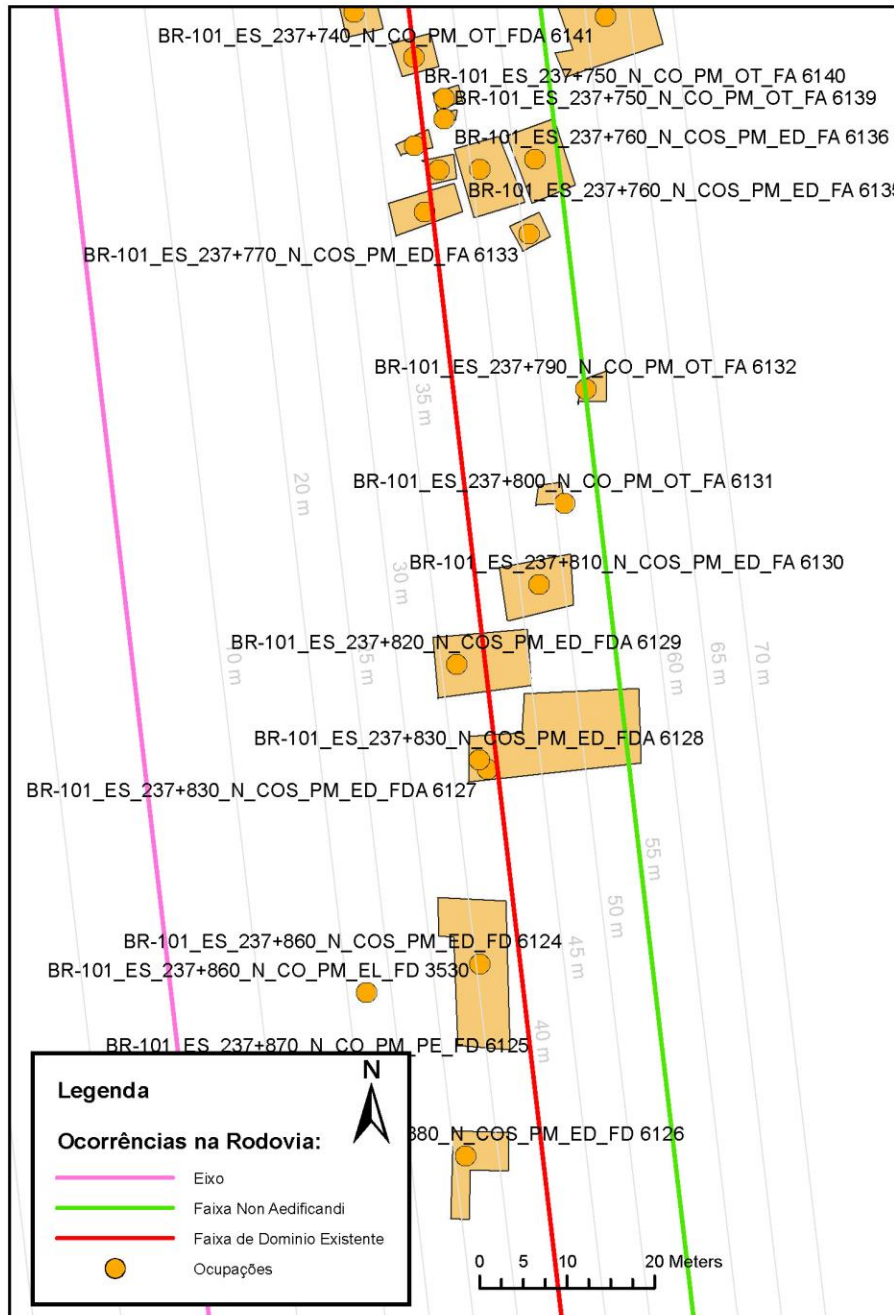 BR-101_ES_237+740_N_CO_PM_OT_FDA 6141
BR-101_ES_237+750_N_CO_PM_OT_FA 6140
BR-101_ES_237+750_N_CO_PM_OT_FA 6139
BR-101_ES_237+760_N_COS_PM_ED_FA 6136
BR-101_ES_237+760_N_COS_PM_ED_FA 6135
BR-101_ES_237+770_N_COS_PM_ED_FA 6133
BR-101_ES_237+790_N_CO_PM_OT_FA 6132
35 m
BR-101_ES_237+800_N_CO_PM_OT_FA 6131
20 m
BR-101_ES_237+810_N_COS_PM_ED_FA 6130
30 m
BR-101_ES_237+820_N_COS_PM_ED_FDA 6129
10 m
60 m
65 m
70 m
BR-101_ES_237+830_N_COS_PM_ED_FDA 6128
BR-101_ES_237+830_N_COS_PM_ED_FDA 6127
55 m
50 m
BR-101_ES_237+860_N_COS_PM_ED_FD 6124
45 m
BR-101_ES_237+860_N_CO_PM_EL_FD 3530
BR-101_ES_237+870_N_CO_PM_PE_FD 6125
40 m
N
Legenda
380_N_COS_PM_ED_FD 6126
Ocorrências na Rodovia:
Eixo
Faixa Non Aedificandi
Faixa de Dominio Existente
Ocupações
0 5 10 20 Meters